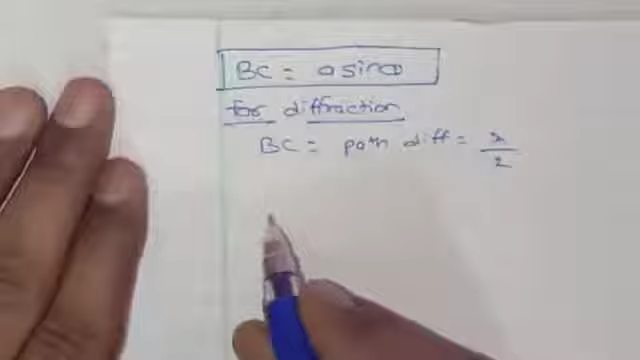 BC = a sinθ
for diffraction
BC = path diff = λ/2